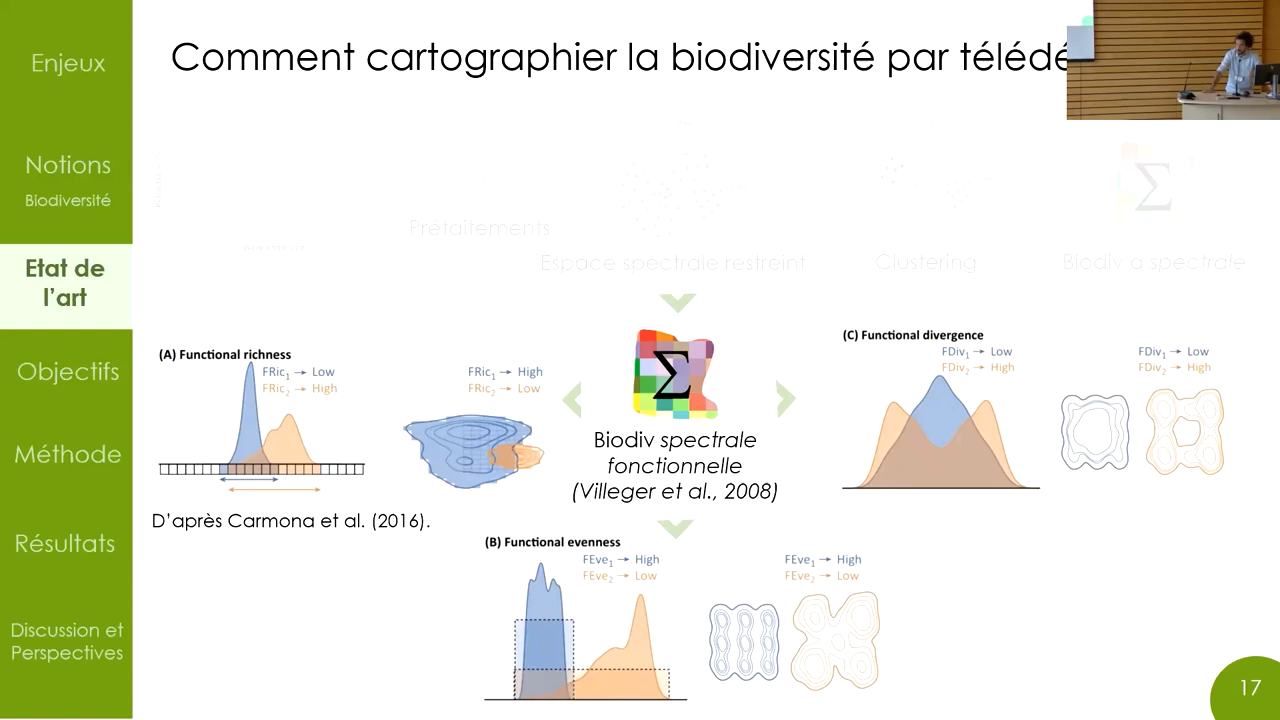 Comment cartographier la biodiversité par télédé
Enjeux
Notions
Biodiversité
Etat de
l'art
Objectifs
Méthode
Résultats
Discussion et
Perspectives
Prétaitements
Espace spectrale restreint
Clustering
Biodiv α spectrale
Σ
(A) Functional richness
FRic1 → Low
FRic2 → High
FRic1 → High
FRic2 → Low
D'après Carmona et al. (2016).
Σ
Biodiv spectrale
fonctionnelle
(Villeger et al., 2008)
(C) Functional divergence
FDiv1 → Low
FDiv2 → High
FDiv1 → Low
FDiv2 → High
(B) Functional evenness
FEve1 → High
FEve2 → Low
FEve1 → High
FEve2 → Low
17